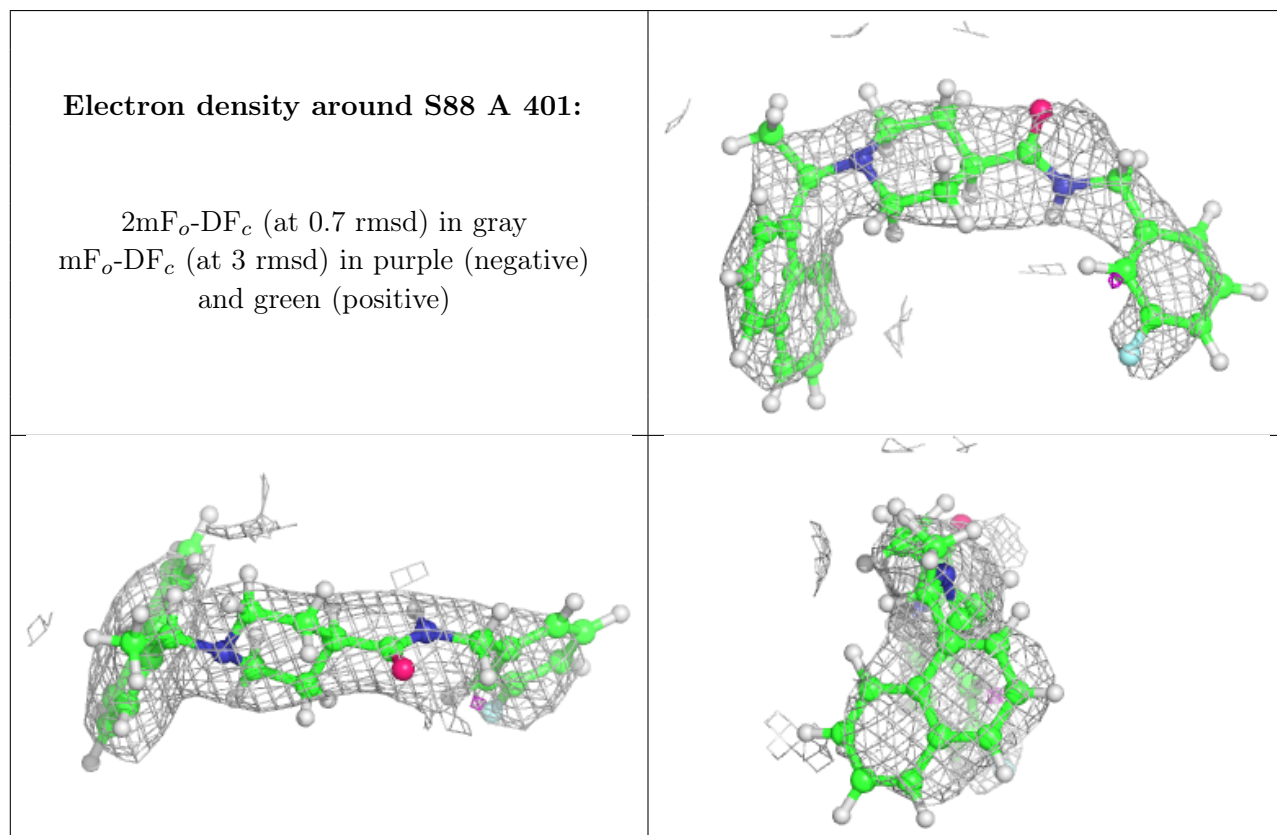 Electron density around S88 A 401:
2mFo-DFc (at 0.7 rmsd) in gray
mFo-DFc (at 3 rmsd) in purple (negative)
and green (positive)